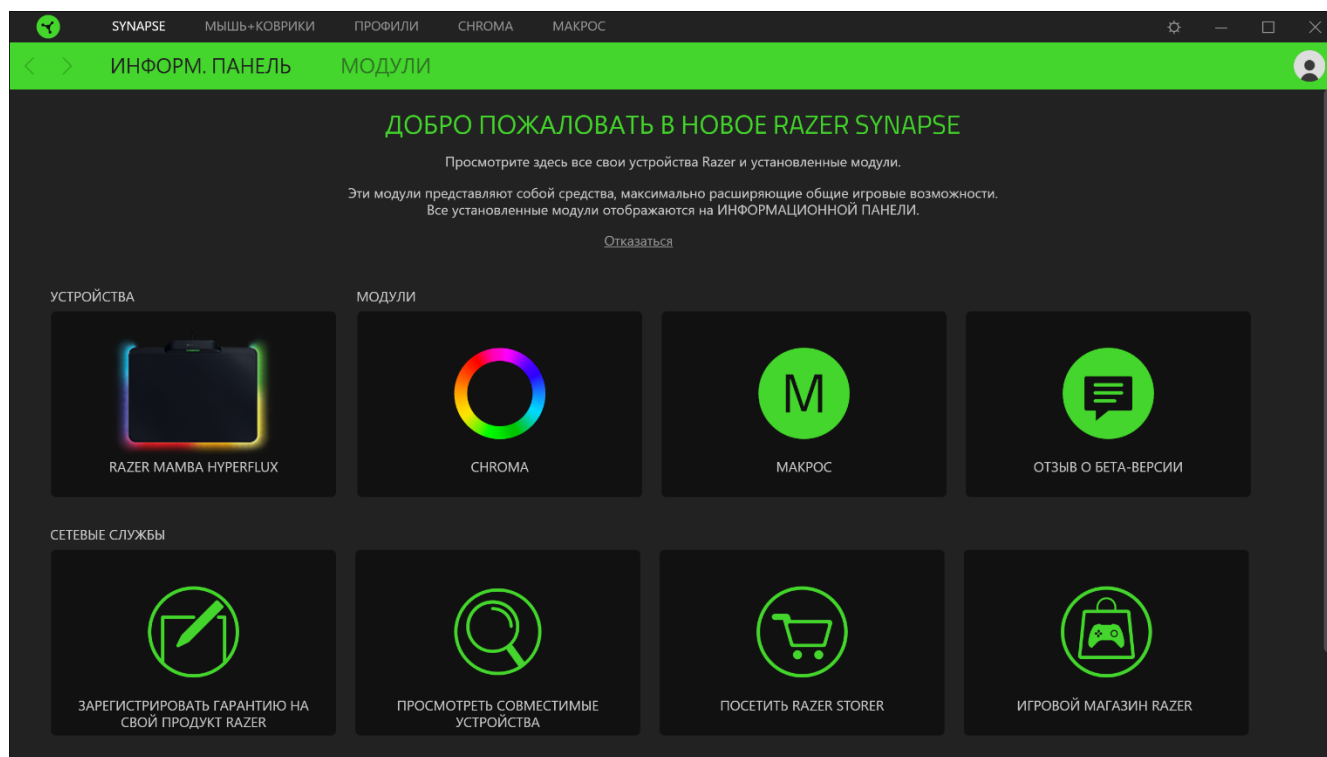 SYNAPSE МЫШЬ+КОВРИКИ ПРОФИЛИ CHROMA МАКРОС
ИНФОРМ. ПАНЕЛЬ МОДУЛИ
ДОБРО ПОЖАЛОВАТЬ В НОВОЕ RAZER SYNAPSE
Просмотрите здесь все свои устройства Razer и установленные модули.
Эти модули представляют собой средства, максимально расширяющие общие игровые возможности.
Все установленные модули отображаются на ИНФОРМАЦИОННОЙ ПАНЕЛИ.
Отказаться
УСТРОЙСТВА МОДУЛИ
RAZER MAMBA HYPERFLUX
CHROMA
M
МАКРОС
ОТЗЫВ О БЕТА-ВЕРСИИ
СЕТЕВЫЕ СЛУЖБЫ
ЗАРЕГИСТРИРОВАТЬ ГАРАНТИЮ НА
СВОЙ ПРОДУКТ RAZER
ПРОСМОТРЕТЬ СОВМЕСТИМЫЕ
УСТРОЙСТВА
ПОСЕТИТЬ RAZER STORER
ИГРОВОЙ МАГАЗИН RAZER